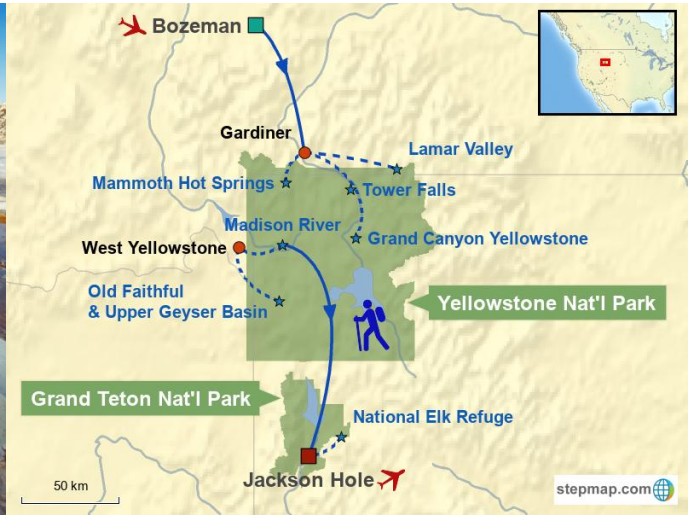 Bozeman
Gardiner
Lamar Valley
Mammoth Hot Springs
Tower Falls
Madison River
West Yellowstone
Grand Canyon Yellowstone
Old Faithful
& Upper Geyser Basin
Yellowstone Nat'l Park
Grand Teton Nat'l Park
National Elk Refuge
Jackson Hole
50 km
stepmap.com